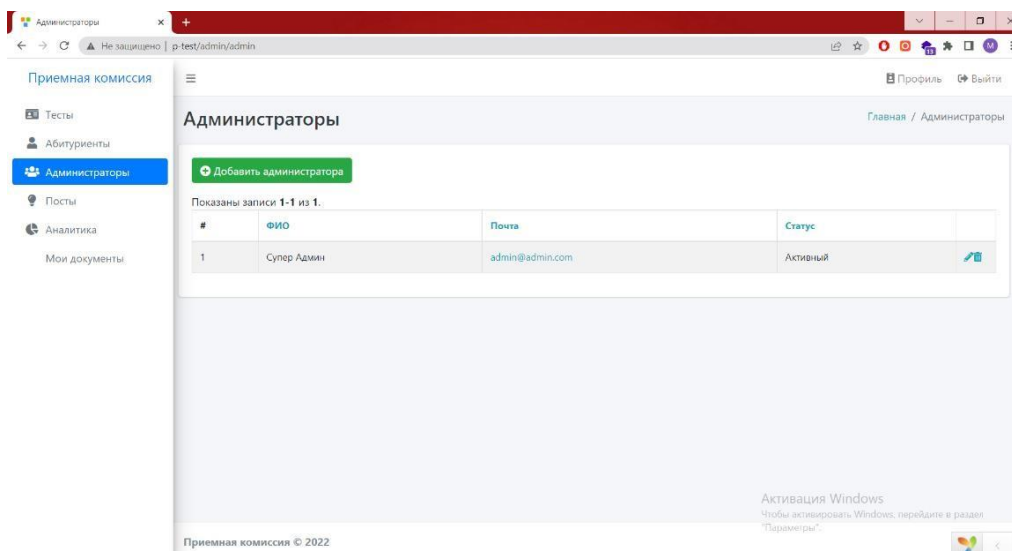 Администраторы
Не защищено | p-test/admin/admin
13
M
Приемная комиссия
Профиль Выйти
Тесты
Абитуриенты
Администраторы
Посты
Аналитика
Мои документы
Администраторы
Главная / Администраторы
Добавить администратора
Показаны записи 1-1 из 1.
# ФИО Почта Статус
1 Супер Админ admin@admin.com Активный
Активация Windows
Чтобы активировать Windows, перейдите в раздел
"Параметры".
Приемная комиссия © 2022